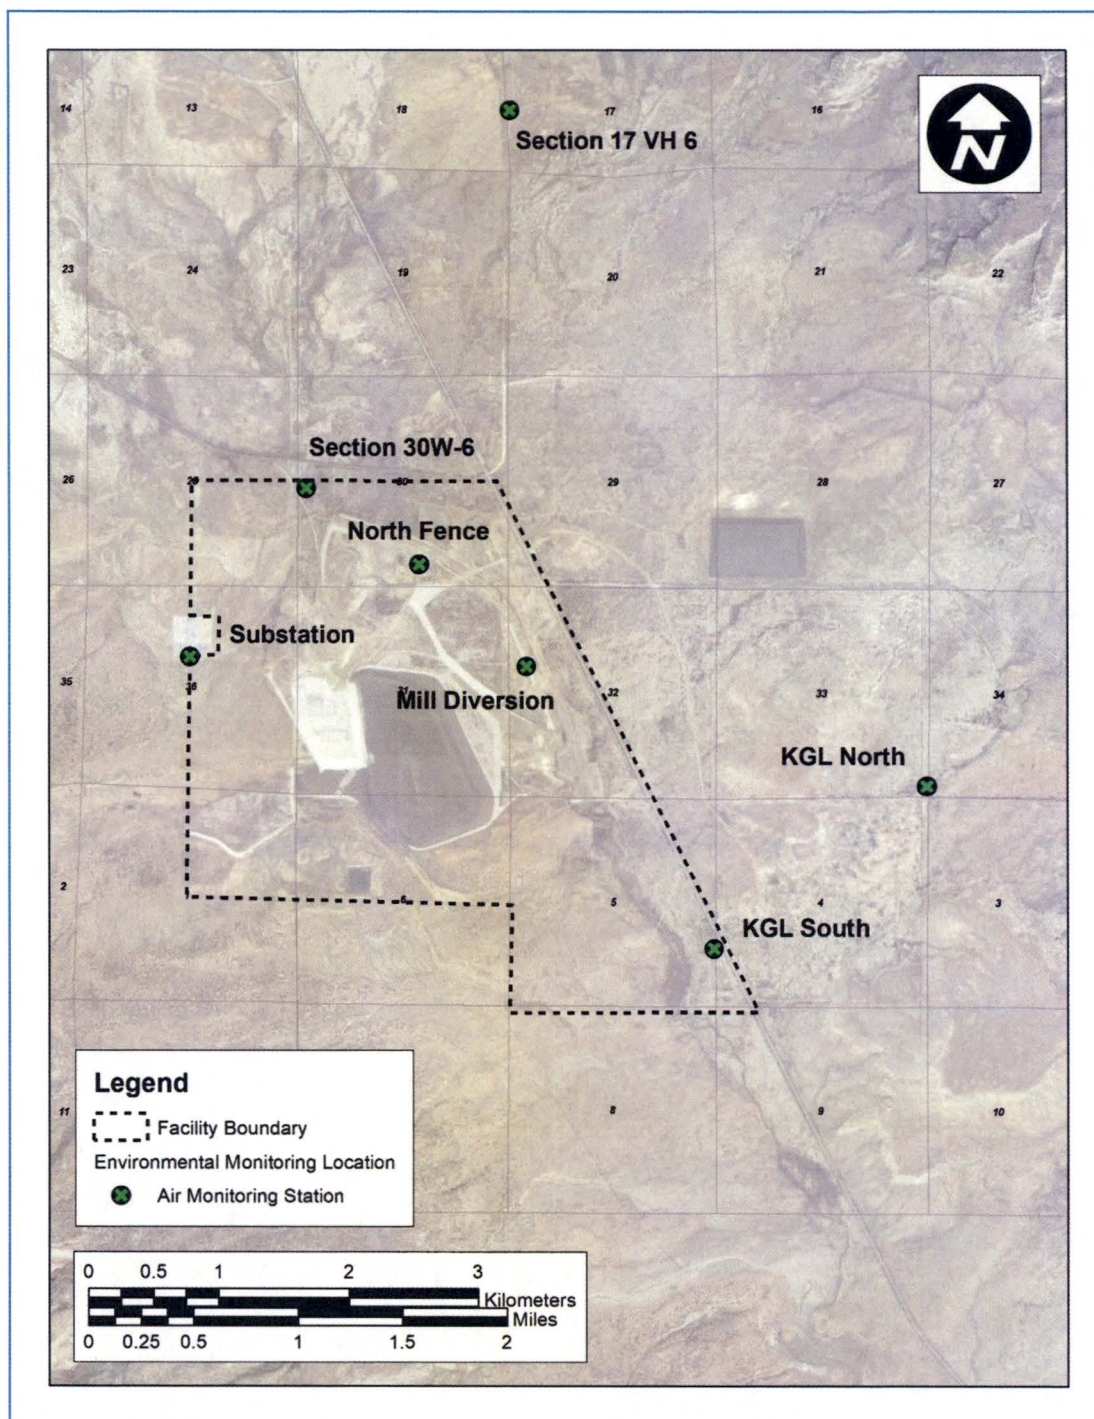 14 13 18 17 16
Section 17 VH 6
N
23 24 19 20 21 22
Section 30W-6
26 30 29 28 27
North Fence
Substation
35 36 32 33 34
Mill Diversion
KGL North
2 6 5 4 3
KGL South
11 8 9 10
Legend
Facility Boundary
Environmental Monitoring Location
Air Monitoring Station
0 0.5 1 2 3
Kilometers
Miles
0 0.25 0.5 1 1.5 2